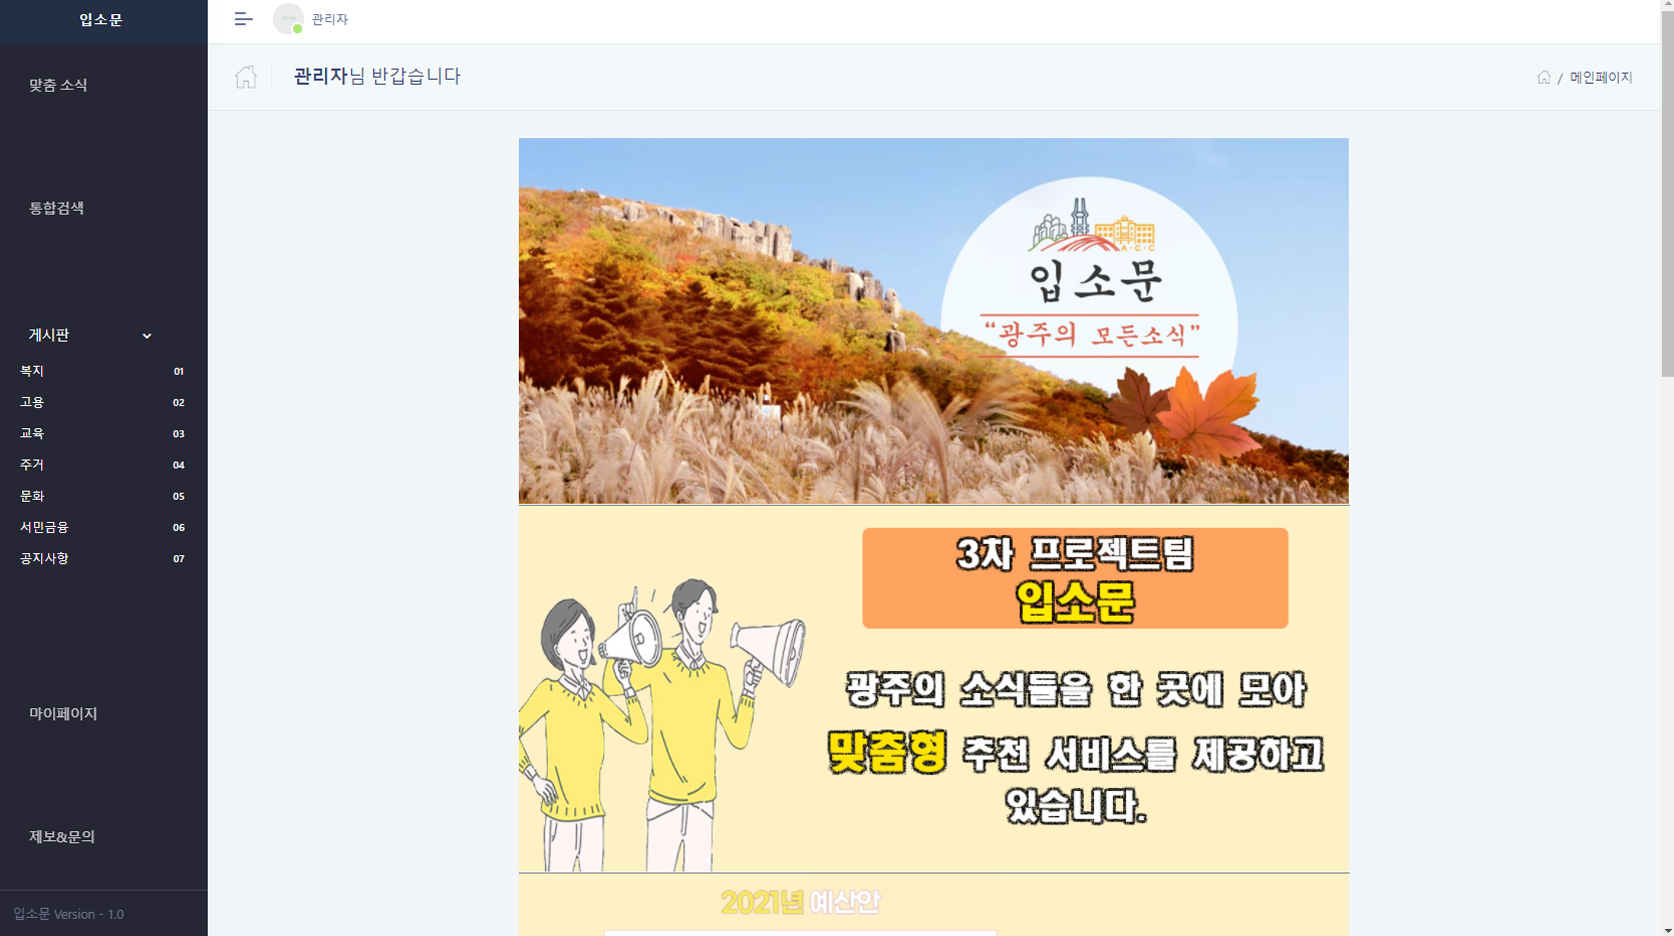 입소문
관리자
맞춤 소식
관리자님 반갑습니다
/ 메인페이지
통합검색
게시판
복지 01
고용 02
교육 03
주거 04
문화 05
서민금융 06
공지사항 07
마이페이지
제보&문의
입소문 Version - 1.0
A C C
입소문
“광주의 모든소식”
3차 프로젝트팀
입소문
광주의 소식들을 한 곳에 모아
맞춤형 추천 서비스를 제공하고
있습니다.
2021년 예산안